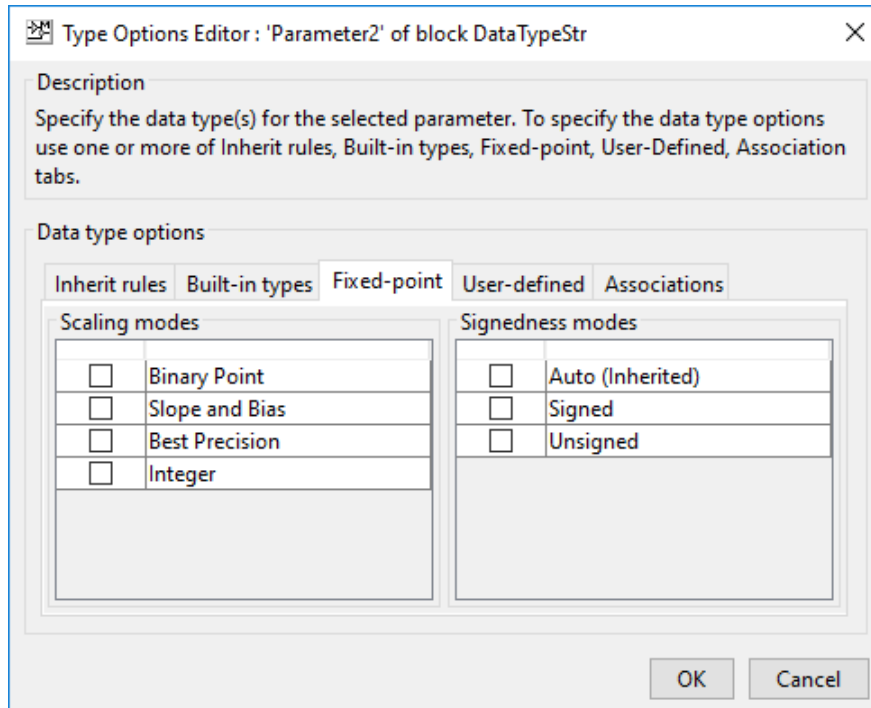 Type Options Editor : 'Parameter2' of block DataTypeStr
Description
Specify the data type(s) for the selected parameter. To specify the data type options
use one or more of Inherit rules, Built-in types, Fixed-point, User-Defined, Association
tabs.
Data type options
Inherit rules Built-in types Fixed-point User-defined Associations
Scaling modes
Binary Point
Slope and Bias
Best Precision
Integer
Signedness modes
Auto (Inherited)
Signed
Unsigned
OK Cancel